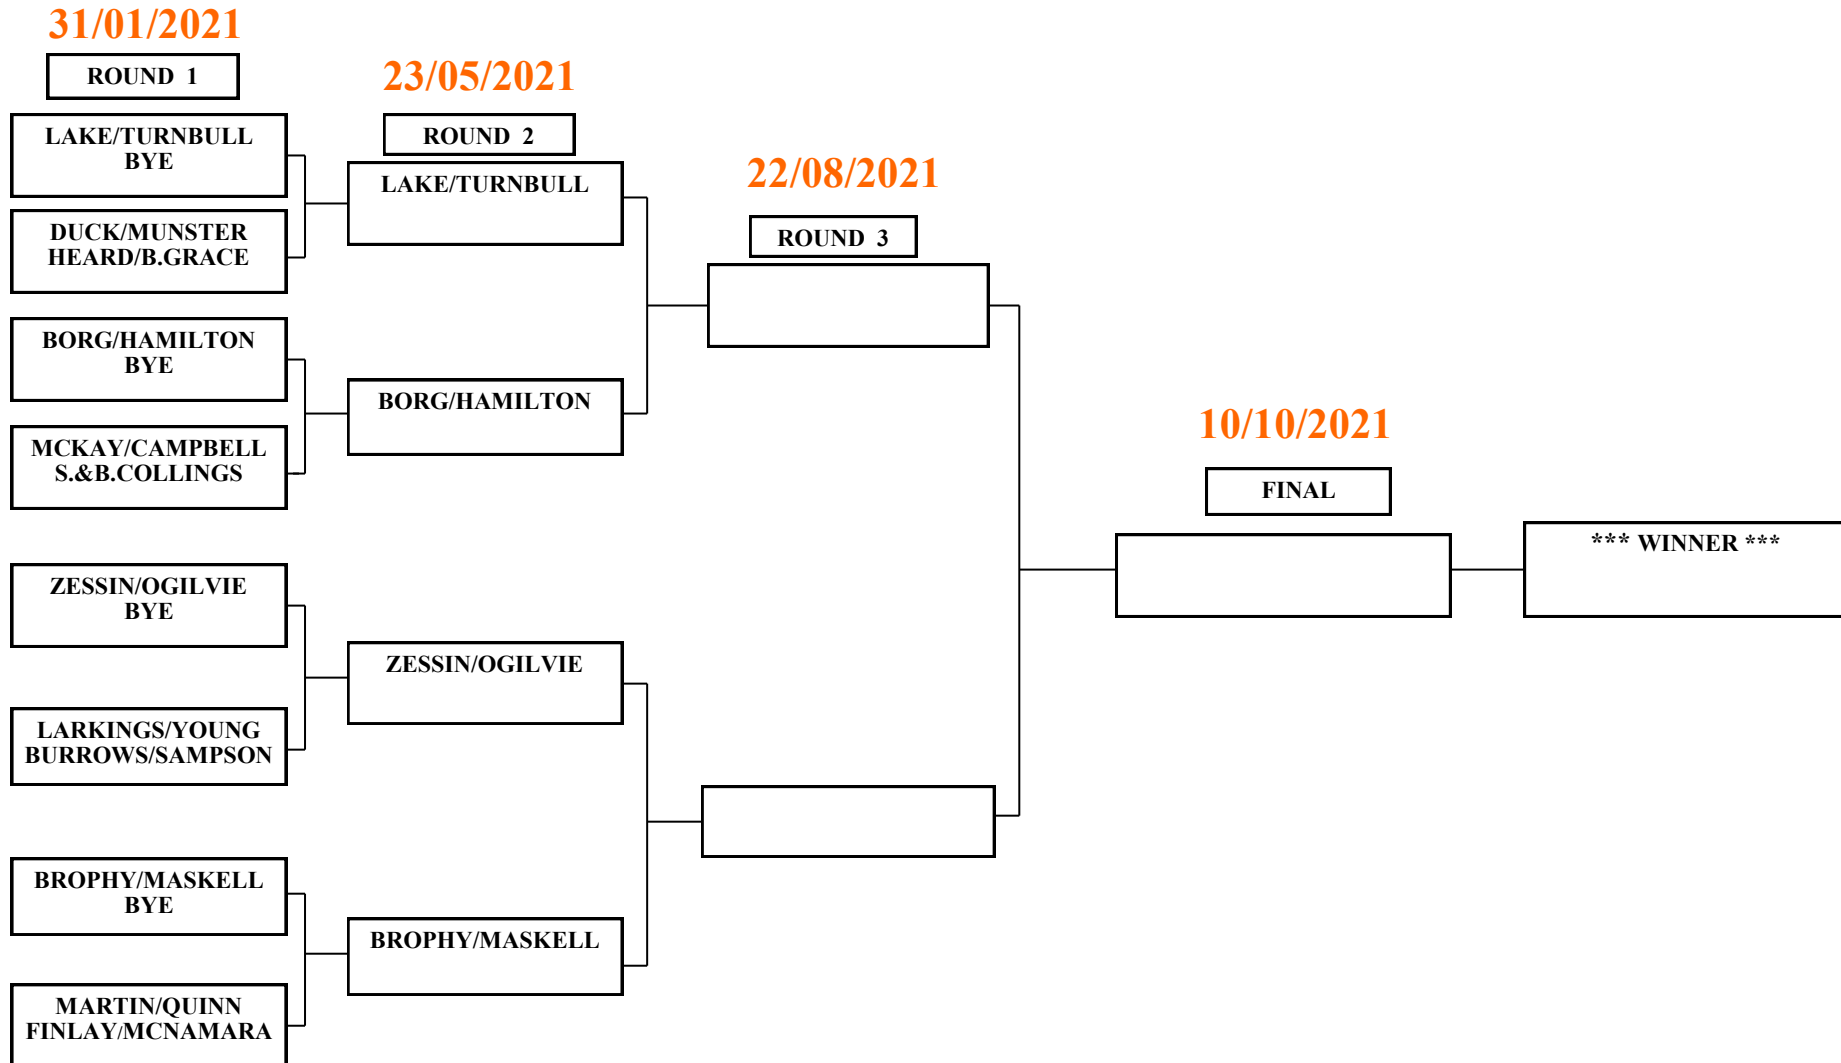 31/01/2021
ROUND 1
LAKE/TURNBULL
BYE
DUCK/MUNSTER
HEARD/B.GRACE
BORG/HAMILTON
BYE
MCKAY/CAMPBELL
S.&B.COLLINGS
ZESSIN/OGILVIE
BYE
LARKINGS/YOUNG
BURROWS/SAMPSON
BROPHY/MASKELL
BYE
MARTIN/QUINN
FINLAY/MCNAMARA
23/05/2021
ROUND 2
LAKE/TURNBULL
BORG/HAMILTON
ZESSIN/OGILVIE
BROPHY/MASKELL
22/08/2021
ROUND 3
10/10/2021
FINAL
*** WINNER ***